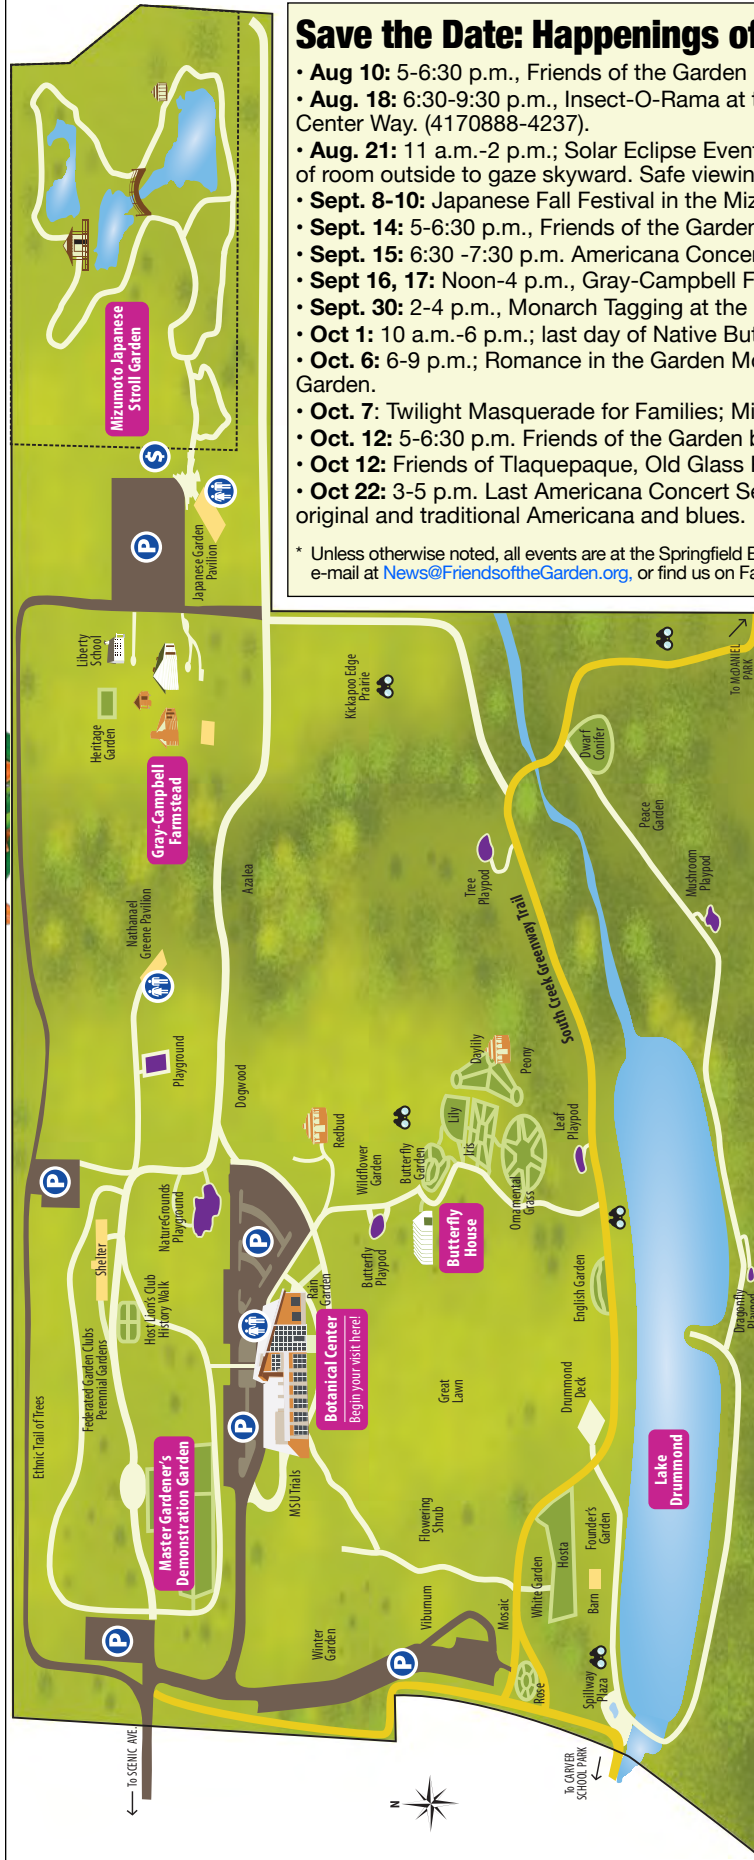 Save the Date: Happenings of
• Aug 10: 5-6:30 p.m., Friends of the Garden
• Aug. 18: 6:30-9:30 p.m., Insect-O-Rama at
Center Way. (4170888-4237).
• Aug. 21: 11 a.m.-2 p.m.; Solar Eclipse Event
of room outside to gaze skyward. Safe viewin
• Sept. 8-10: Japanese Fall Festival in the Miz
• Sept. 14: 5-6:30 p.m., Friends of the Garden
• Sept. 15: 6:30 -7:30 p.m. Americana Concer
• Sept 16, 17: Noon-4 p.m., Gray-Campbell F
• Sept. 30: 2-4 p.m., Monarch Tagging at the
• Oct 1: 10 a.m.-6 p.m.; last day of Native But
• Oct. 6: 6-9 p.m.; Romance in the Garden Mo
Garden.
• Oct. 7: Twilight Masquerade for Families; Mi
• Oct. 12: 5-6:30 p.m. Friends of the Garden b
• Oct 12: Friends of Tlaquepaque, Old Glass
• Oct 22: 3-5 p.m. Last Americana Concert Se
original and traditional Americana and blues.
* Unless otherwise noted, all events are at the Springfield B
e-mail at News@FriendsoftheGarden.org, or find us on Fa
Mizumoto Japanese
Stroll Garden
$
P
Japanese Garden
Pavilion
Liberty
School
Heritage
Garden
Gray-Campbell
Farmstead
Kickapoo Edge
Prairie
To McDANIEL
PARK
Dwarf
Conifer
Peace
Garden
Mushroom
Playpod
Tree
Playpod
Azalea
Nathanael
Greene Pavilion
Playground
Dogwood
South Creek Greenway Trail
Daylily
Peony
Lily
Iris
Leaf
Playpod
Redbud
Wildflower
Garden
Butterfly
Garden
Ornamental
Grass
P
NatureGrounds
Playground
Shelter
Host Lion's Club
History Walk
Federated Garden Clubs
Perennial Gardens
Ethnic Trail of Trees
P
Rain
Garden
Butterfly
Playpod
Butterfly
House
English Garden
Dragonfly
Playpod
Botanical Center
Begin your visit here!
P
Great
Lawn
Drummond
Deck
Lake
Drummond
Master Gardener's
Demonstration Garden
MSU Trials
Flowering
Shrub
Hosta
White Garden
Founder's
Garden
Barn
P
Winter
Garden
Viburnum
Mosaic
P
Rose
Spillway
Plaza
To SCENIC AVE.
To CARVER
SCHOOL PARK
N